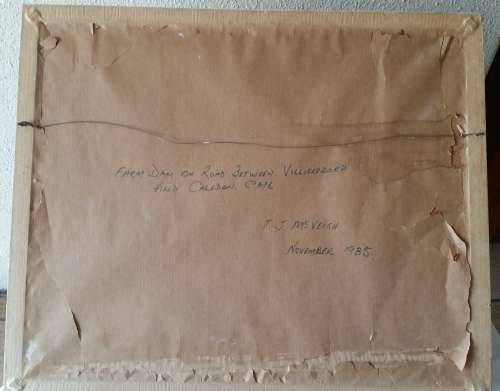 FARM DAM ON ROAD BETWEEN VILLIERSDORP
AND CALEDON, CAPE
T. J. MCVEIGH
NOVEMBER 1985.